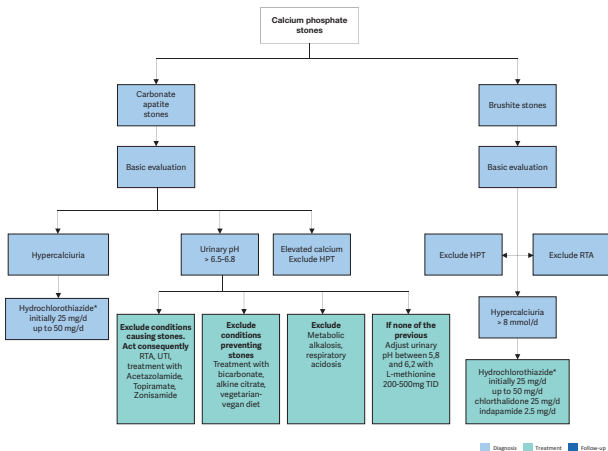 Calcium phosphate
stones
Carbonate
apatite
stones
Brushite stones
Basic evaluation
Basic evaluation
Hypercalciuria
Urinary pH
> 6.5-6.8
Elevated calcium
Exclude HPT
Exclude HPT
Exclude RTA
Hydrochlorothiazide*
initially 25 mg/d
up to 50 mg/d
Hypercalciuria
> 8 mmol/d
Exclude conditions
causing stones.
Act consequently
RTA, UTI,
treatment with
Acetazolamide,
Topiramate,
Zonisamide
Exclude
conditions
preventing
stones
Treatment with
bicarbonate,
alkine citrate,
vegetarian-
vegan diet
Exclude
Metabolic
alkalosis,
respiratory
acidosis
If none of the
previous
Adjust urinary
pH between 5,8
and 6,2 with
L-methionine
200-500mg TID
Hydrochlorothiazide*
initially 25 mg/d
up to 50 mg/d
chlorthalidone 25 mg/d
indapamide 2.5 mg/d
Diagnosis Treatment Follow-up